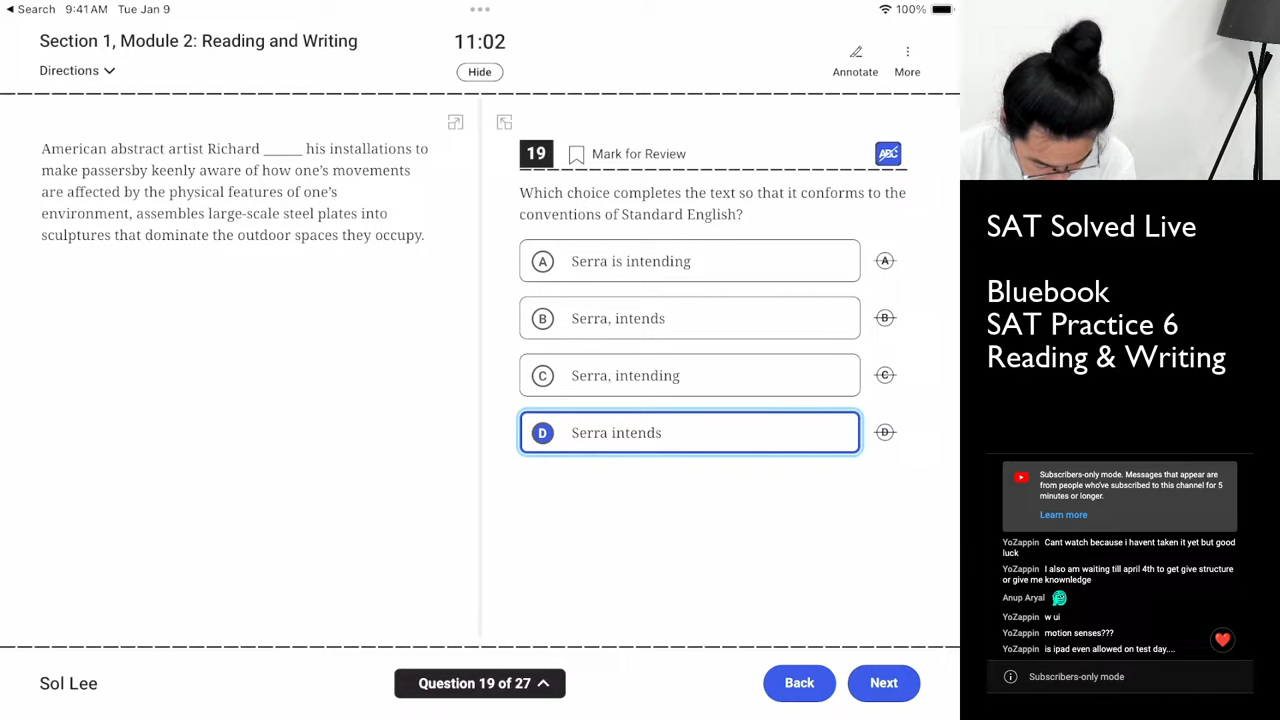 Search 9:41 AM Tue Jan 9
100%
Section 1, Module 2: Reading and Writing
11:02
Directions
Hide
Annotate
More
American abstract artist Richard ______ his installations to
make passersby keenly aware of how one's movements
are affected by the physical features of one's
environment, assembles large-scale steel plates into
sculptures that dominate the outdoor spaces they occupy.
19 Mark for Review ABC
Which choice completes the text so that it conforms to the
conventions of Standard English?
A Serra is intending A
B Serra, intends B
C Serra, intending C
D Serra intends D
Sol Lee
Question 19 of 27
Back
Next
SAT Solved Live
Bluebook
SAT Practice 6
Reading & Writing
Subscribers-only mode. Messages that appear are
from people who've subscribed to this channel for 5
minutes or longer.
Learn more
YoZappin Cant watch because i havent taken it yet but good
luck
YoZappin I also am waiting till april 4th to get give structure
or give me knownledge
Anup Aryal
YoZappin w ui
YoZappin motion senses???
YoZappin is ipad even allowed on test day....
Subscribers-only mode